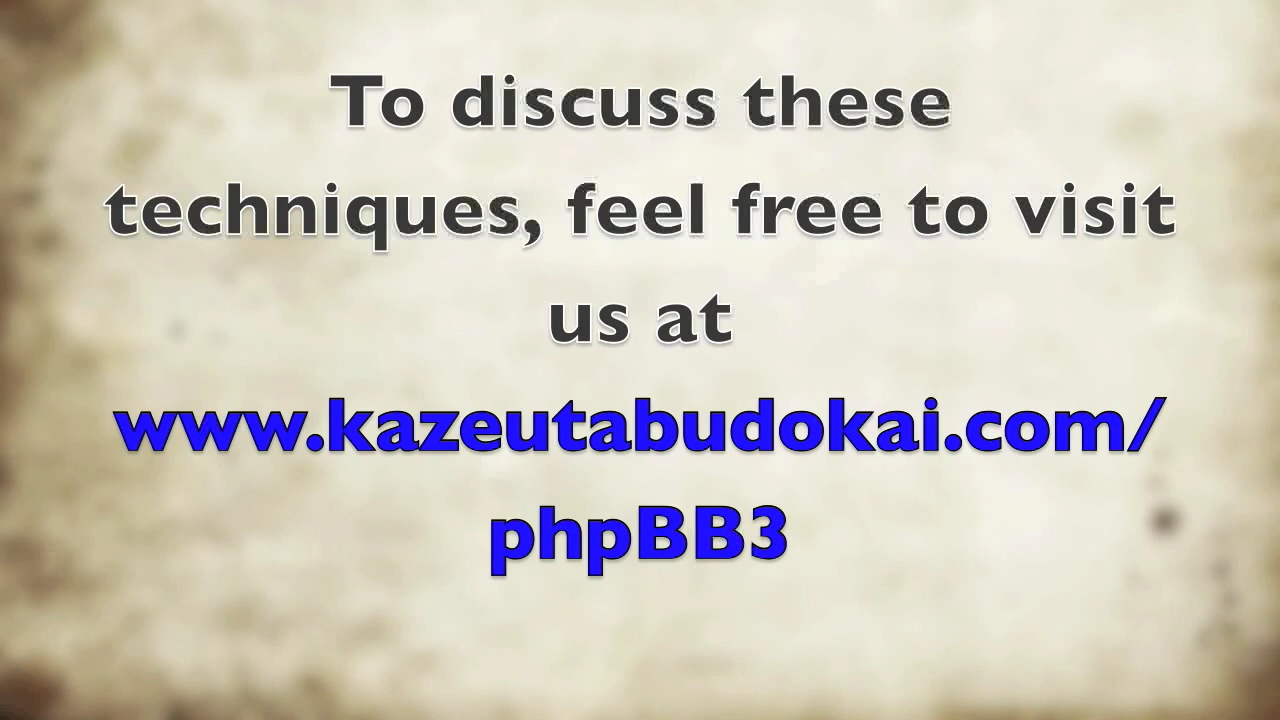 To discuss these
techniques, feel free to visit
us at
www.kazeutabudokai.com/
phpBB3